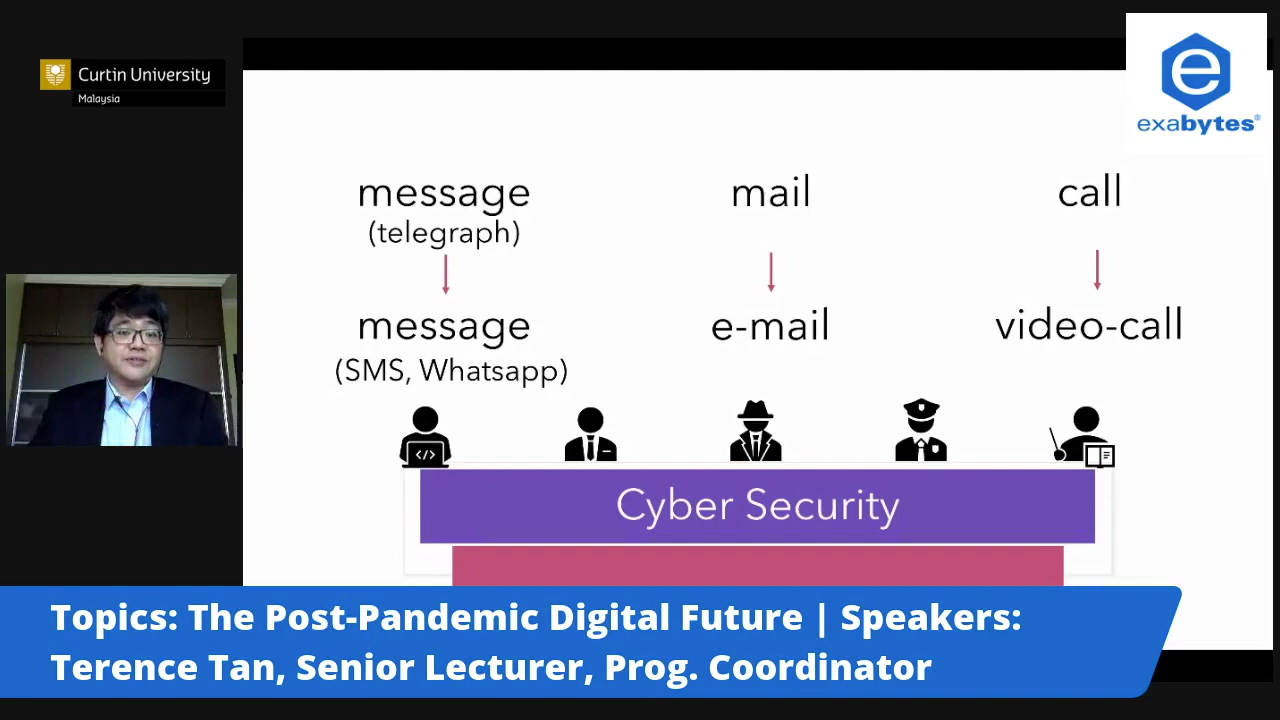 Curtin University
Malaysia
e
exabytes®
message
mail
call
(telegraph)
message
e-mail
video-call
(SMS, Whatsapp)
</>
Cyber Security
Topics: The Post-Pandemic Digital Future | Speakers:
Terence Tan, Senior Lecturer, Prog. Coordinator